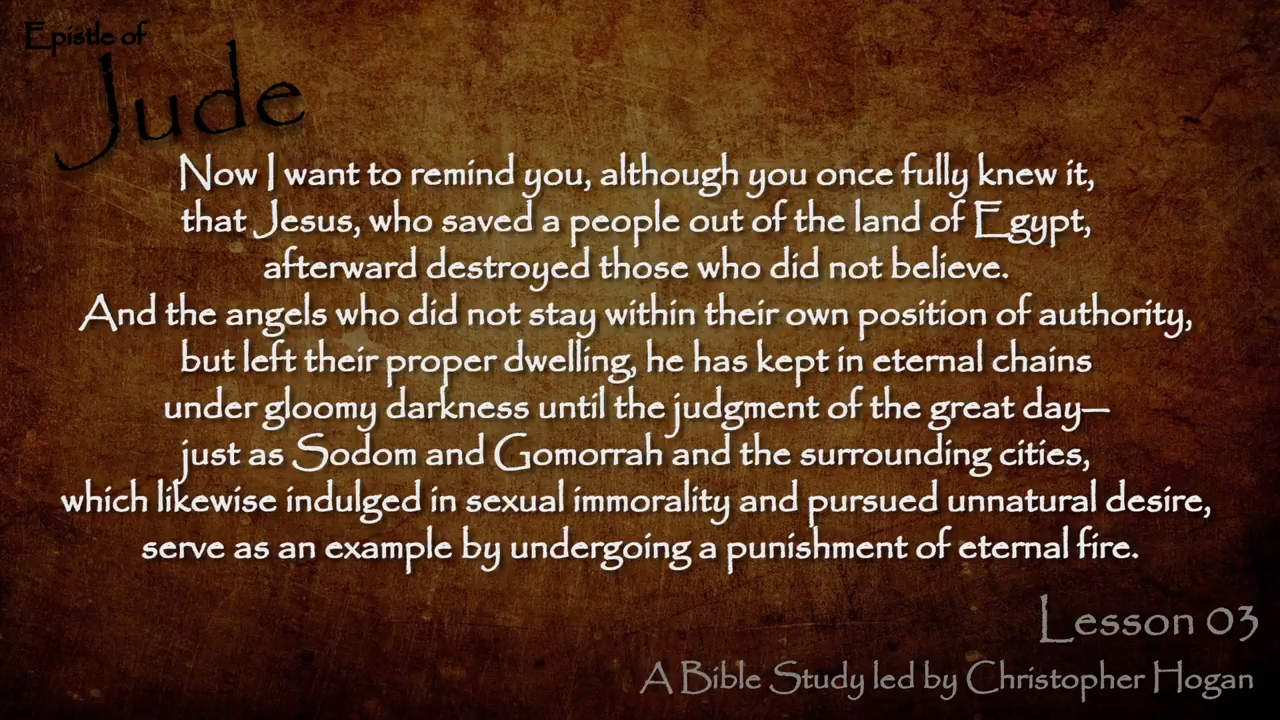 Epistle of
Jude
Now I want to remind you, although you once fully knew it,
that Jesus, who saved a people out of the land of Egypt,
afterward destroyed those who did not believe.
And the angels who did not stay within their own position of authority,
but left their proper dwelling, he has kept in eternal chains
under gloomy darkness until the judgment of the great day—
just as Sodom and Gomorrah and the surrounding cities,
which likewise indulged in sexual immorality and pursued unnatural desire,
serve as an example by undergoing a punishment of eternal fire.
Lesson 03
A Bible Study led by Christopher Hogan